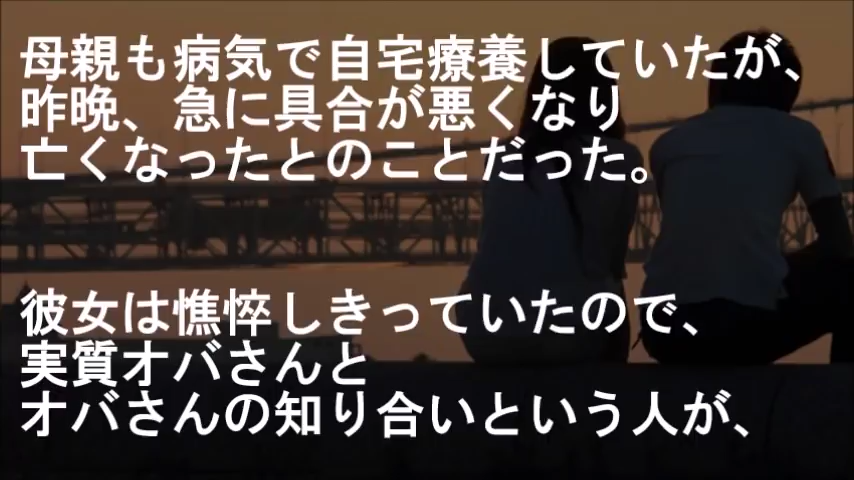 母親も病気で自宅療養していたが、
昨晩、急に具合が悪くなり
亡くなったとのことだった。
彼女は憔悴しきっていたので、
実質オバさんと
オバさんの知り合いという人が、